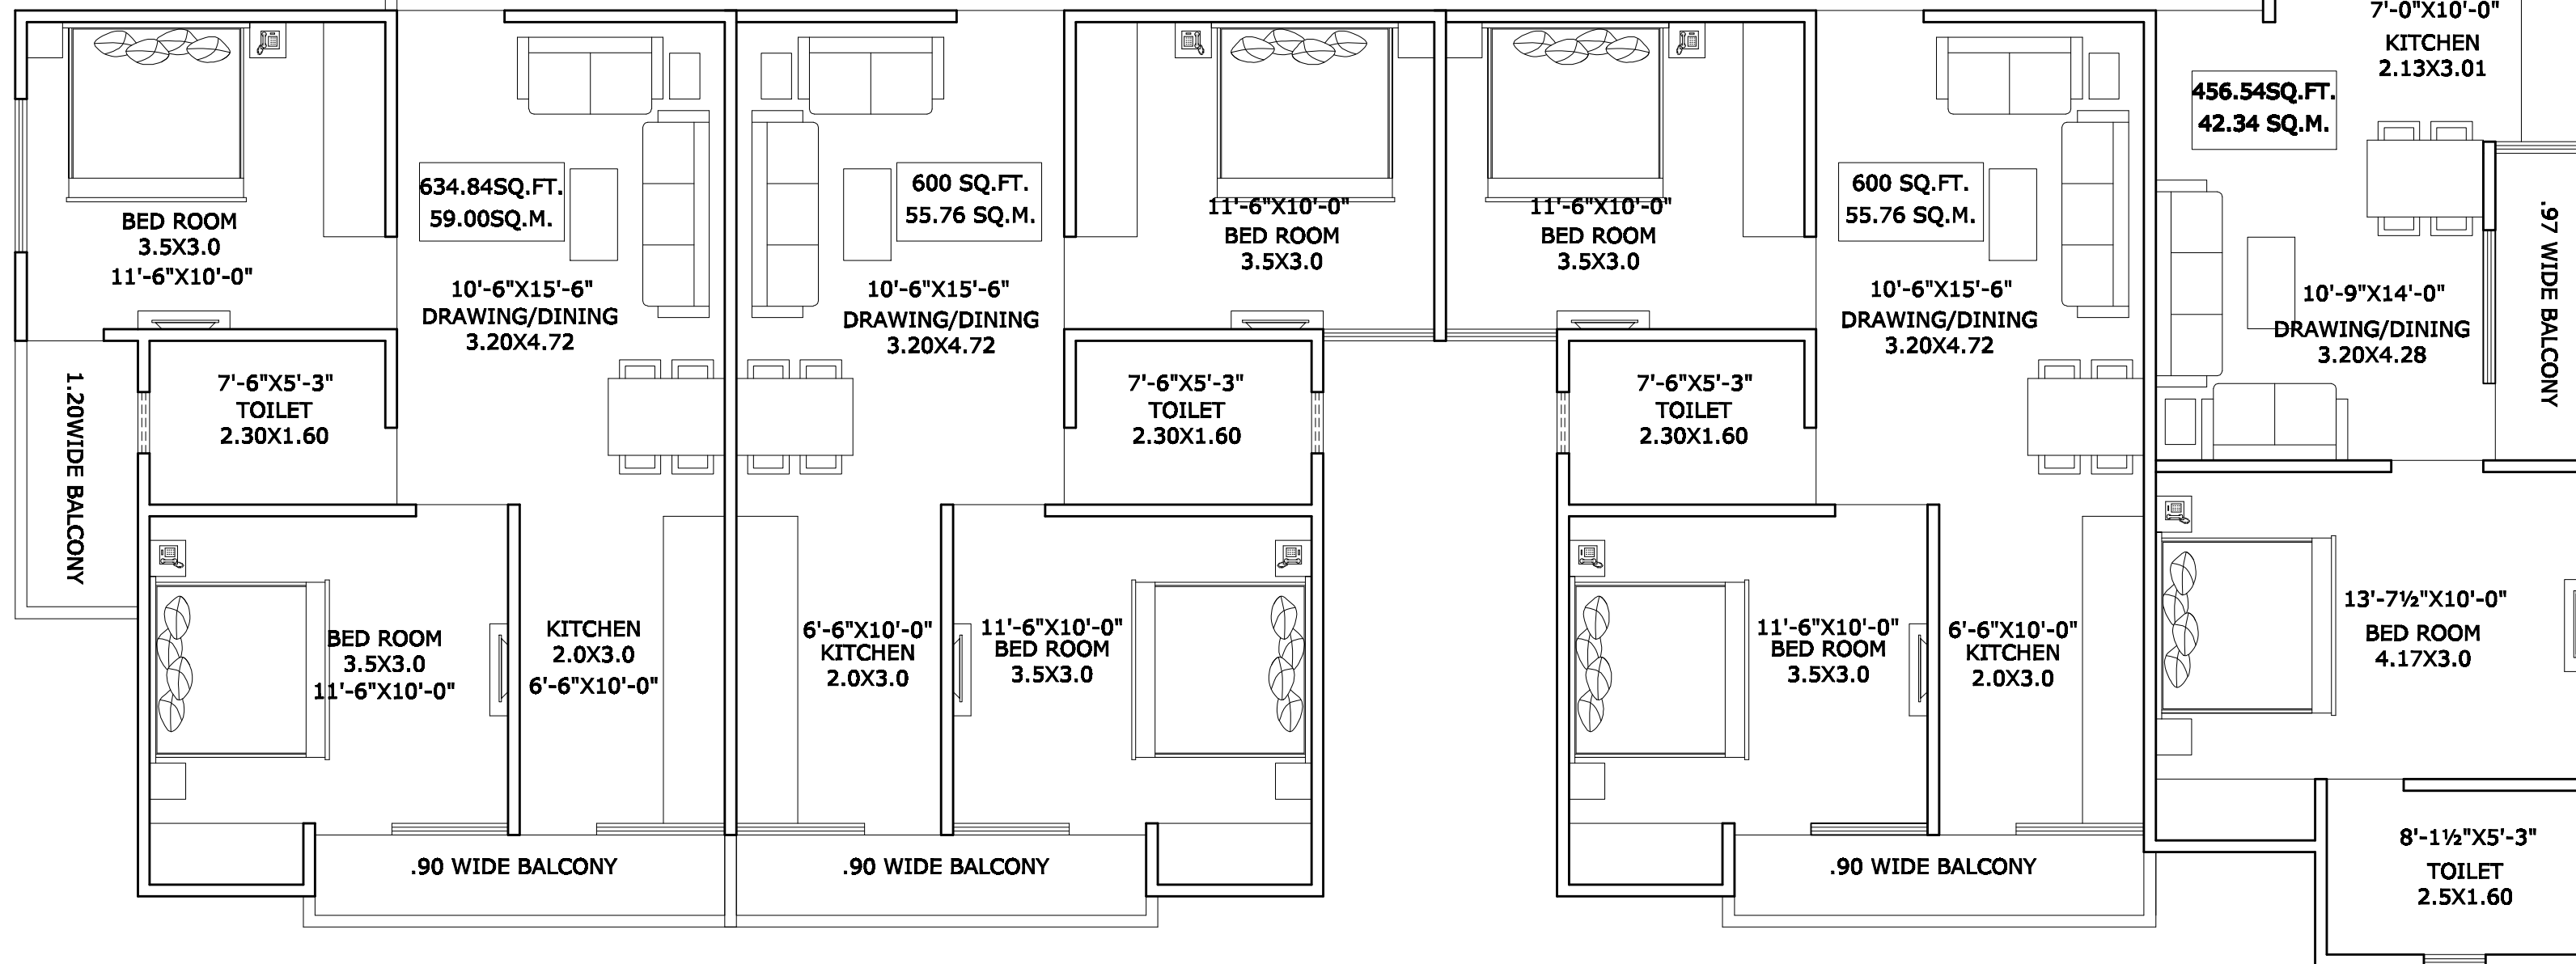 BED ROOM
3.5X3.0
11'-6"X10'-0"
634.84SQ.FT.
59.00SQ.M.
10'-6"X15'-6"
DRAWING/DINING
3.20X4.72
7'-6"X5'-3"
TOILET
2.30X1.60
1.20WIDE BALCONY
BED ROOM
3.5X3.0
11'-6"X10'-0"
KITCHEN
2.0X3.0
6'-6"X10'-0"
.90 WIDE BALCONY
600 SQ.FT.
55.76 SQ.M.
10'-6"X15'-6"
DRAWING/DINING
3.20X4.72
11'-6"X10'-0"
BED ROOM
3.5X3.0
7'-6"X5'-3"
TOILET
2.30X1.60
6'-6"X10'-0"
KITCHEN
2.0X3.0
11'-6"X10'-0"
BED ROOM
3.5X3.0
.90 WIDE BALCONY
11'-6"X10'-0"
BED ROOM
3.5X3.0
600 SQ.FT.
55.76 SQ.M.
10'-6"X15'-6"
DRAWING/DINING
3.20X4.72
7'-6"X5'-3"
TOILET
2.30X1.60
11'-6"X10'-0"
BED ROOM
3.5X3.0
6'-6"X10'-0"
KITCHEN
2.0X3.0
.90 WIDE BALCONY
7'-0"X10'-0"
KITCHEN
2.13X3.01
456.54SQ.FT.
42.34 SQ.M.
10'-9"X14'-0"
DRAWING/DINING
3.20X4.28
.97 WIDE BALCONY
13'-7½"X10'-0"
BED ROOM
4.17X3.0
8'-1½"X5'-3"
TOILET
2.5X1.60